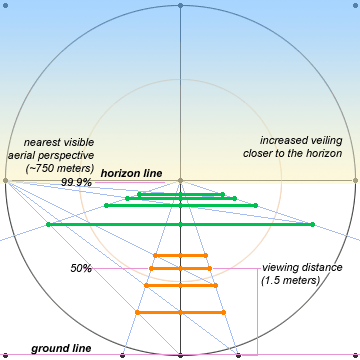 nearest visible
aerial perspective
(~750 meters)
increased veiling
closer to the horizon
horizon line
99.9%
50%
viewing distance
(1.5 meters)
ground line